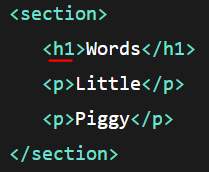 <section>
<h1>Words</h1>
<p>Little</p>
<p>Piggy</p>
</section>